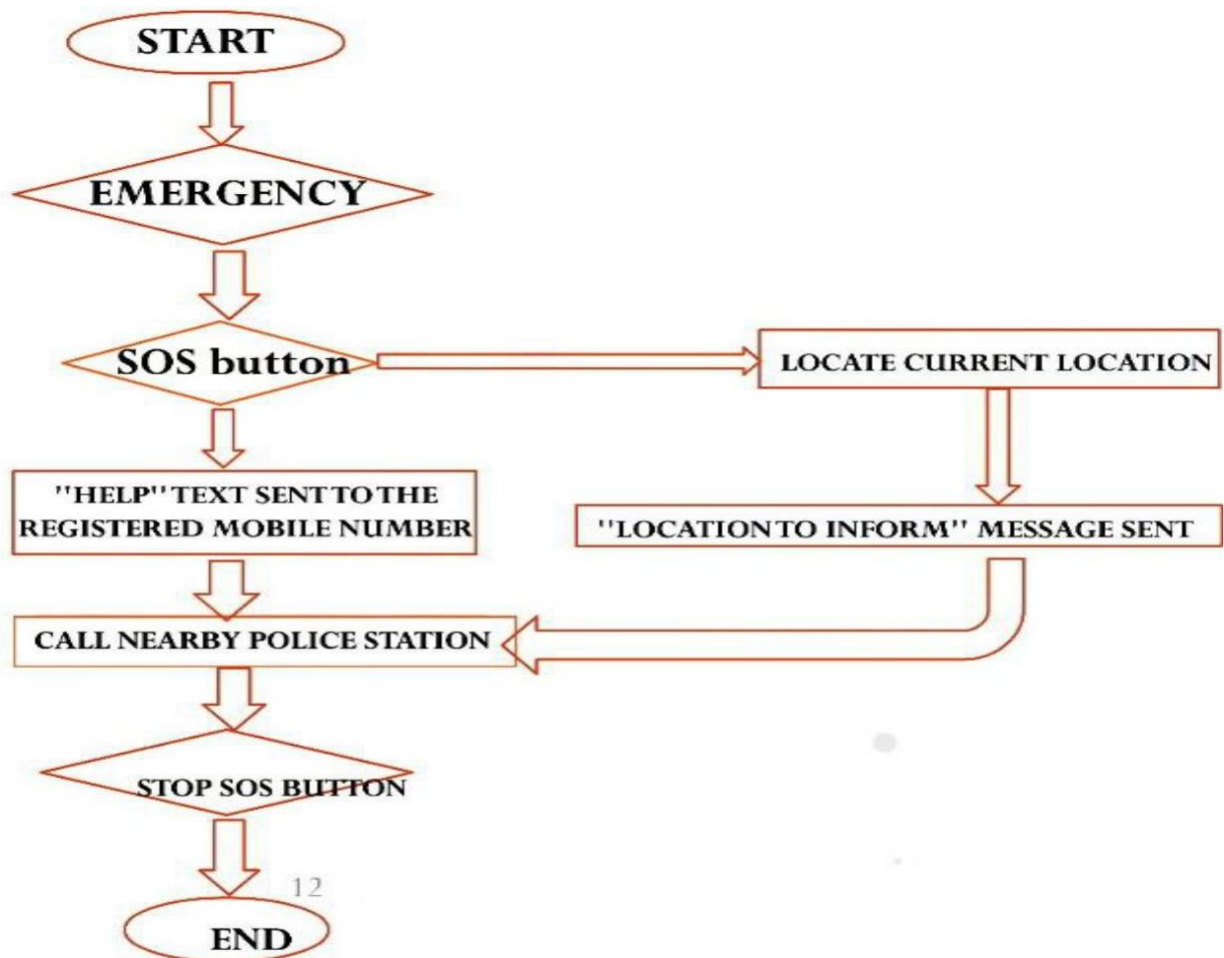 START
EMERGENCY
SOS button
LOCATE CURRENT LOCATION
"HELP" TEXT SENT TO THE
REGISTERED MOBILE NUMBER
"LOCATION TO INFORM" MESSAGE SENT
CALL NEARBY POLICE STATION
STOP SOS BUTTON
12
END